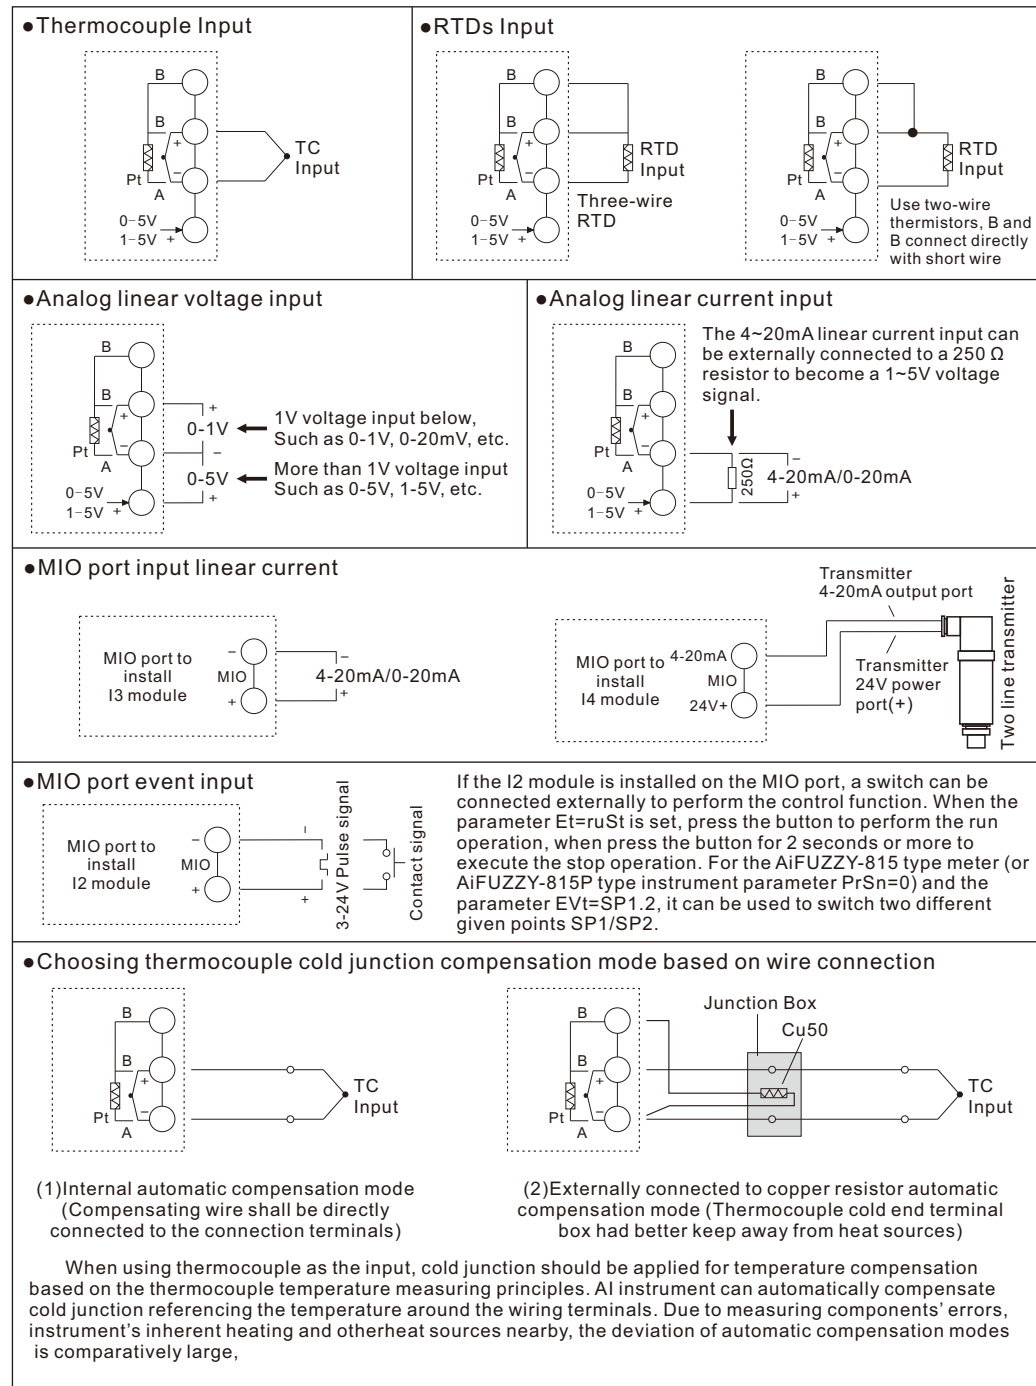 ●Thermocouple Input
B
B
+
−
Pt
A
0−5V
1−5V +
TC
Input
●RTDs Input
B
B
+
−
Pt
A
0−5V
1−5V +
RTD
Input
Three-wire
RTD
B
B
+
−
Pt
A
0−5V
1−5V +
RTD
Input
Use two-wire
thermistors, B and
B connect directly
with short wire
●Analog linear voltage input
B
B
+
−
Pt
A
0−5V
1−5V +
+
0-1V
−
0-5V
+
1V voltage input below,
Such as 0-1V, 0-20mV, etc.
More than 1V voltage input
Such as 0-5V, 1-5V, etc.
●Analog linear current input
The 4~20mA linear current input can
be externally connected to a 250 Ω
resistor to become a 1~5V voltage
signal.
B
B
+
−
Pt
A
0−5V
1−5V +
250Ω
−
4-20mA/0-20mA
+
●MIO port input linear current
MIO port to
install
I3 module
−
MIO
+
−
4-20mA/0-20mA
+
MIO port to
install
I4 module
4-20mA
MIO
24V+
Transmitter
4-20mA output port
Transmitter
24V power
port(+)
Two line transmitter
●MIO port event input
MIO port to
install
I2 module
−
MIO
+
−
+
3-24V Pulse signal
Contact signal
If the I2 module is installed on the MIO port, a switch can be
connected externally to perform the control function. When the
parameter Et=ruSt is set, press the button to perform the run
operation, when press the button for 2 seconds or more to
execute the stop operation. For the AiFUZZY-815 type meter (or
AiFUZZY-815P type instrument parameter PrSn=0) and the
parameter EVt=SP1.2, it can be used to switch two different
given points SP1/SP2.
●Choosing thermocouple cold junction compensation mode based on wire connection
B
B
+
−
Pt
A
TC
Input
(1)Internal automatic compensation mode
(Compensating wire shall be directly
connected to the connection terminals)
B
B
+
−
Pt
A
Junction Box
Cu50
TC
Input
(2)Externally connected to copper resistor automatic
compensation mode (Thermocouple cold end terminal
box had better keep away from heat sources)
When using thermocouple as the input, cold junction should be applied for temperature compensation
based on the thermocouple temperature measuring principles. AI instrument can automatically compensate
cold junction referencing the temperature around the wiring terminals. Due to measuring components' errors,
instrument's inherent heating and otherheat sources nearby, the deviation of automatic compensation modes
is comparatively large,